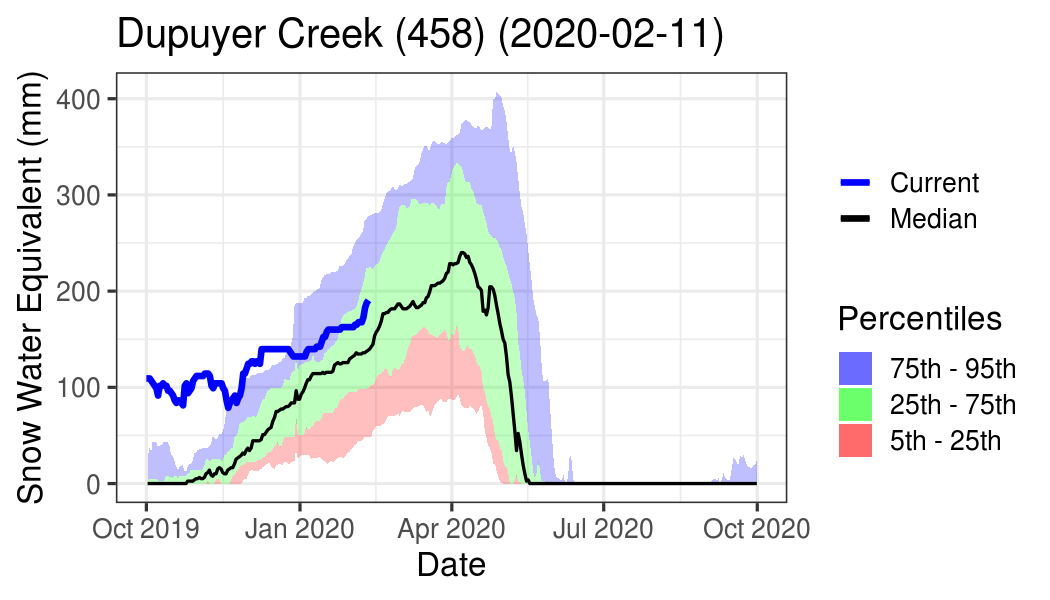 Dupuyer Creek (458) (2020-02-11)
Snow Water Equivalent (mm)
400
300
200
100
0
Oct 2019 Jan 2020 Apr 2020 Jul 2020 Oct 2020
Date
Current
Median
Percentiles
75th - 95th
25th - 75th
5th - 25th